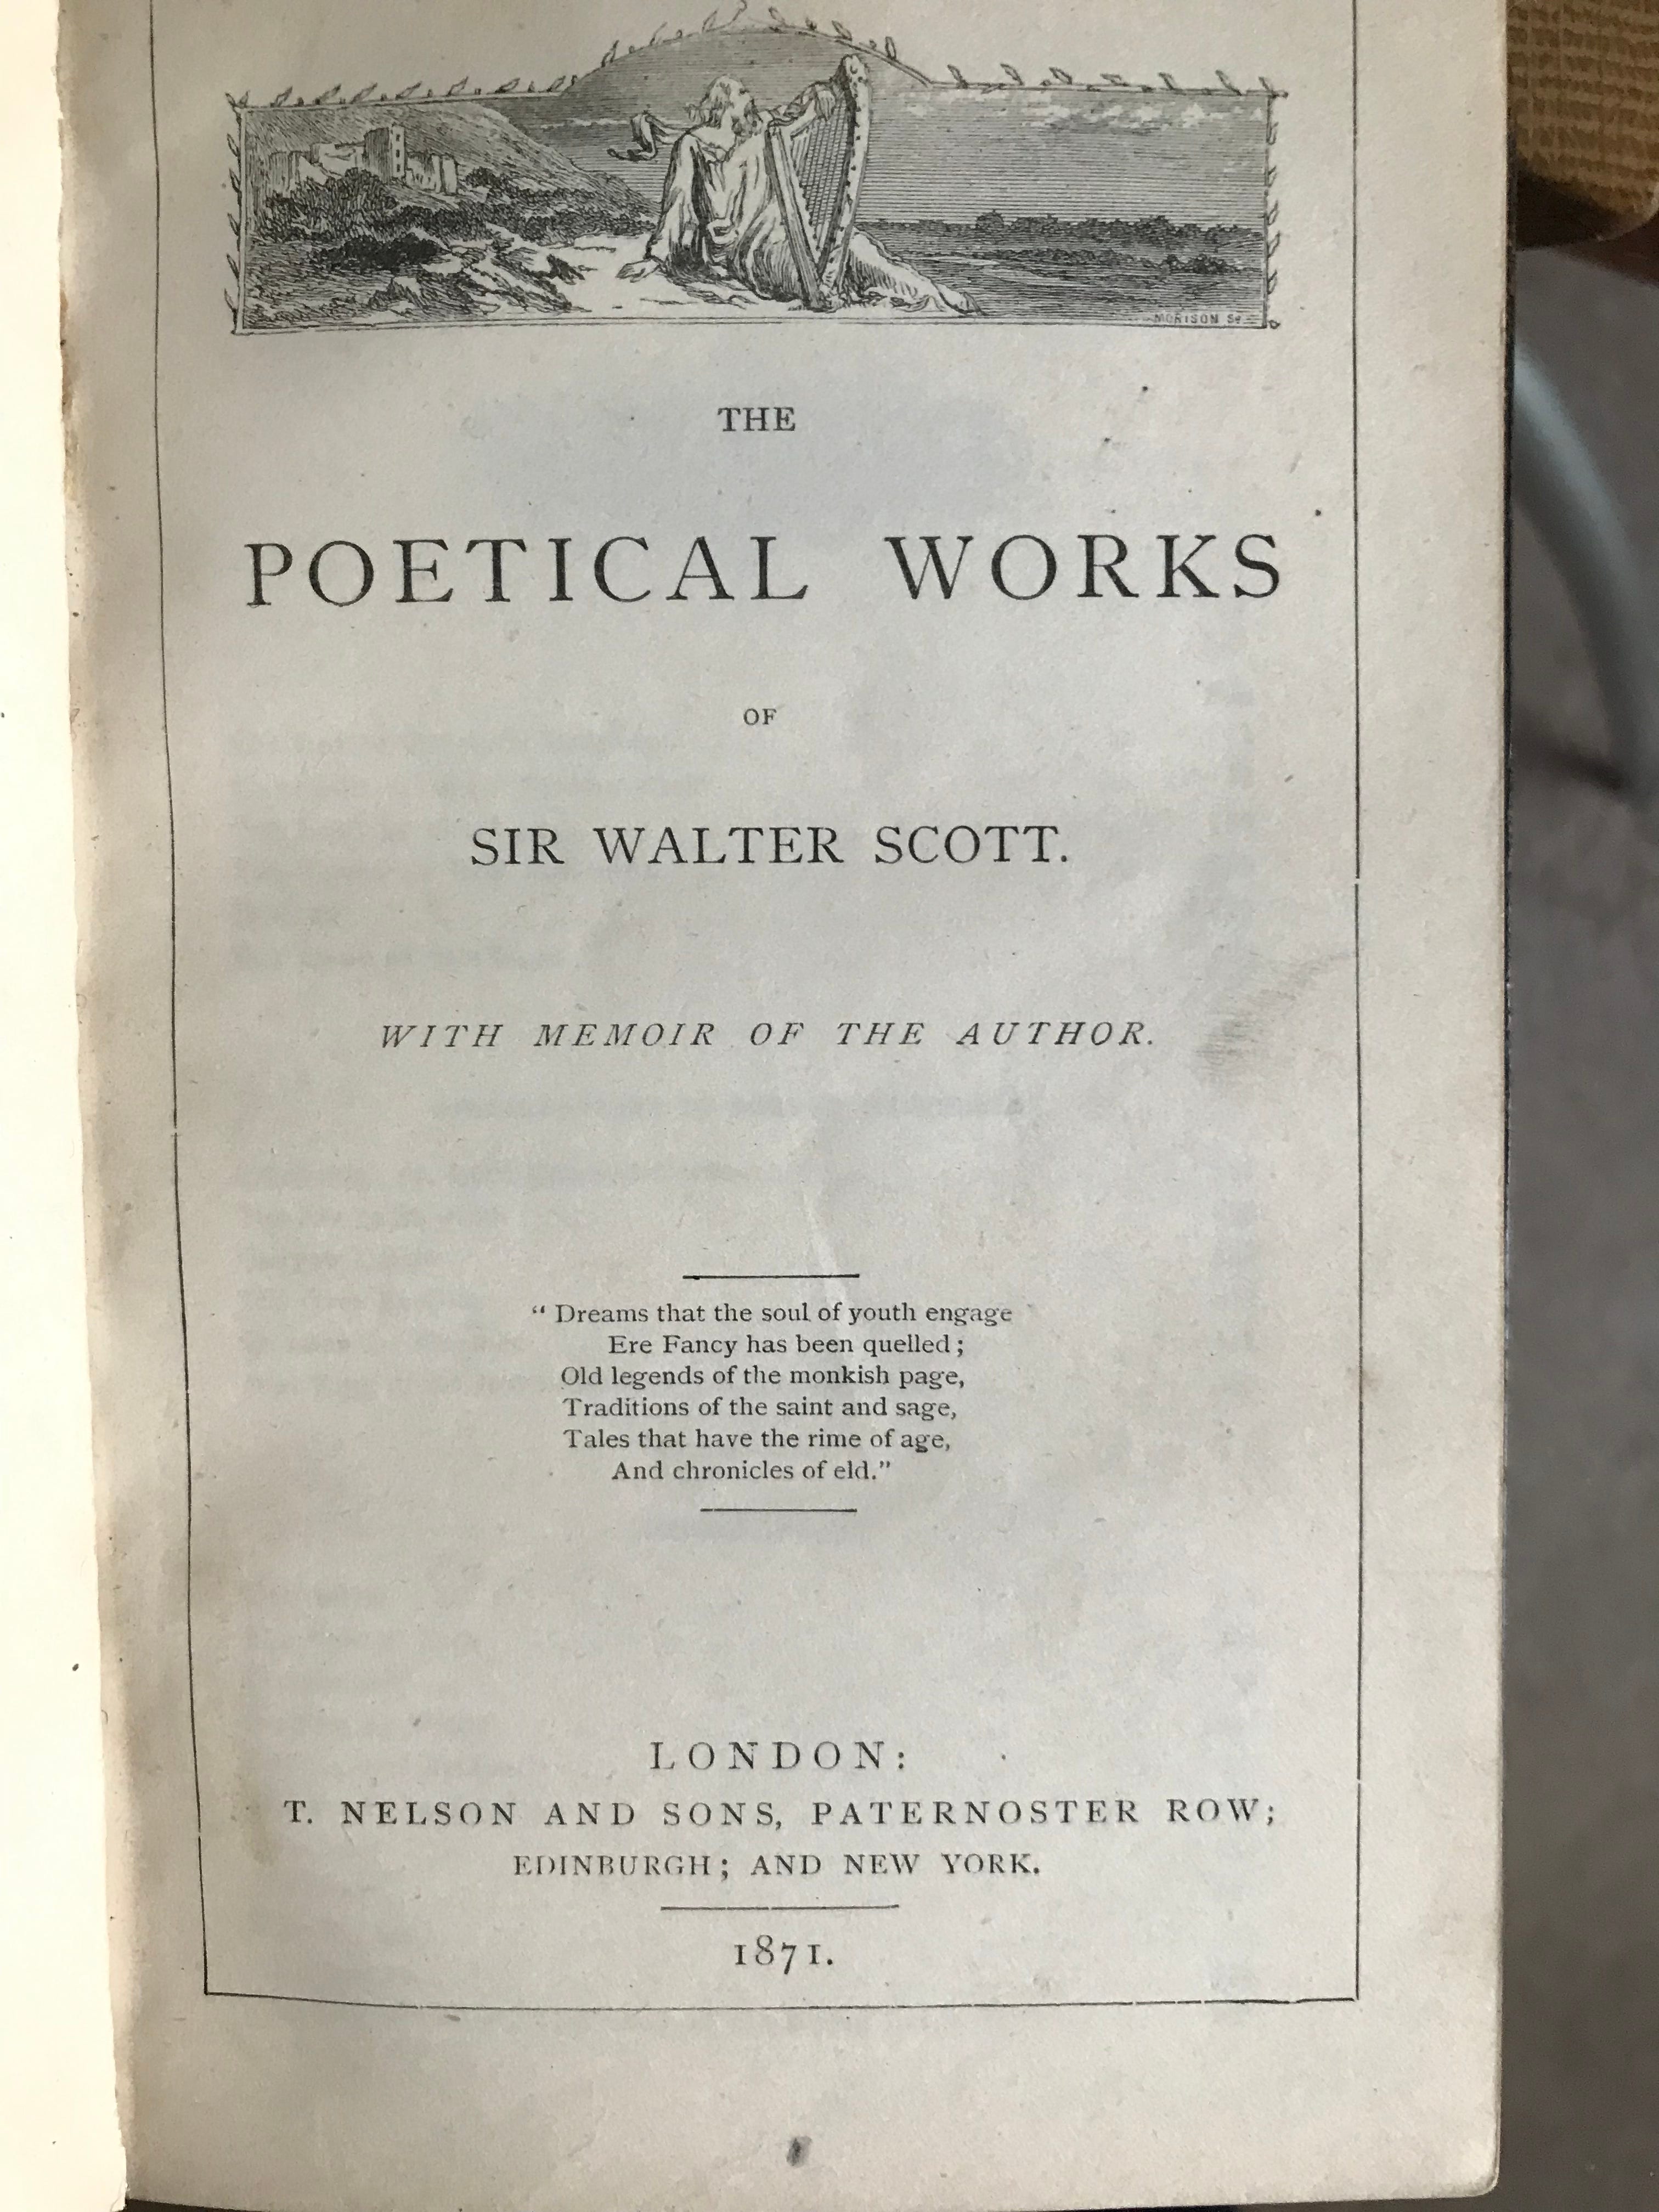 MORISON Sc
THE
POETICAL WORKS
OF
SIR WALTER SCOTT.
WITH MEMOIR OF THE AUTHOR.
“ Dreams that the soul of youth engage
Ere Fancy has been quelled ;
Old legends of the monkish page,
Traditions of the saint and sage,
Tales that have the rime of age,
And chronicles of eld.”
LONDON:
T. NELSON AND SONS, PATERNOSTER ROW;
EDINBURGH; AND NEW YORK.
1871.